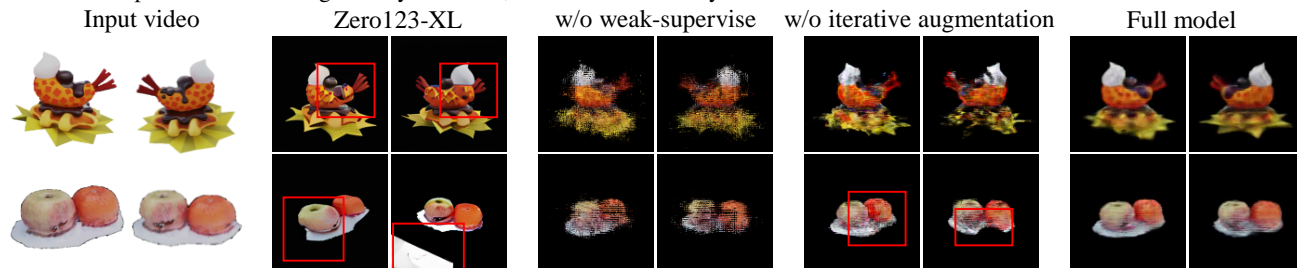 Input video
Zero123-XL
w/o weak-supervise
w/o iterative augmentation
Full model